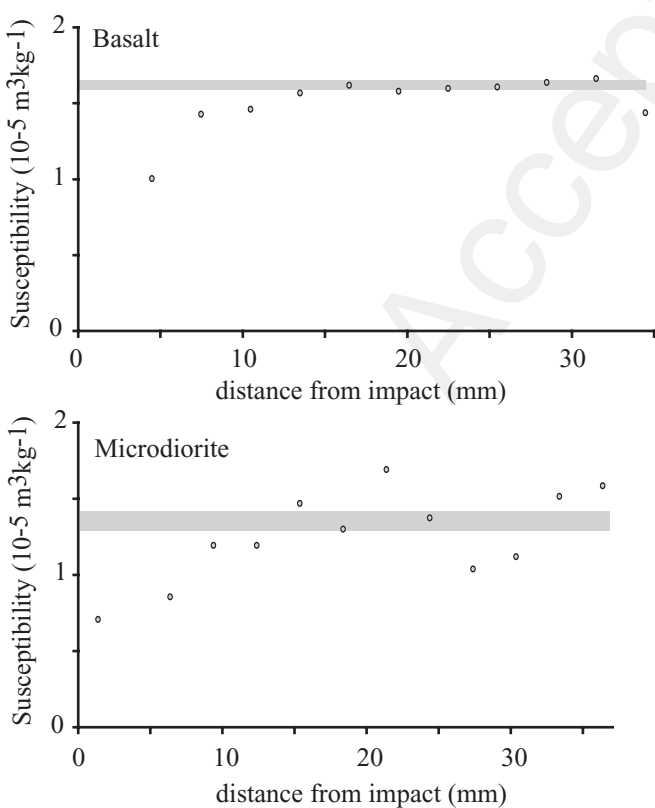 2
Basalt
Susceptibility (10-5 m3kg-1)
1
0
0 10 20 30
distance from impact (mm)
Accep
2
Microdiorite
Susceptibility (10-5 m3kg-1)
1
0
0 10 20 30
distance from impact (mm)